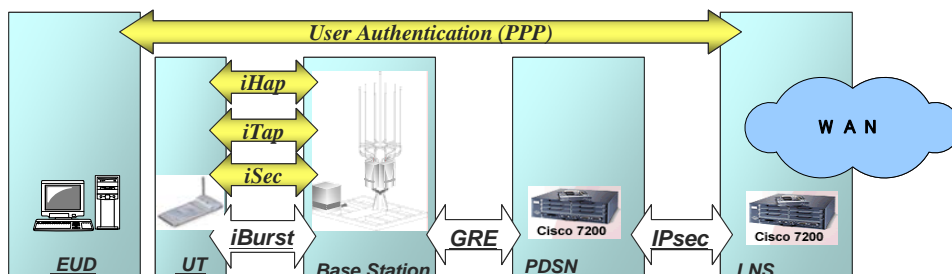 User Authentication (PPP)
iHap
iTap
iSec
iBurst
GRE
IPsec
Cisco 7200
Cisco 7200
W A N
EUD
UT
Base Station
PDSN
LNS